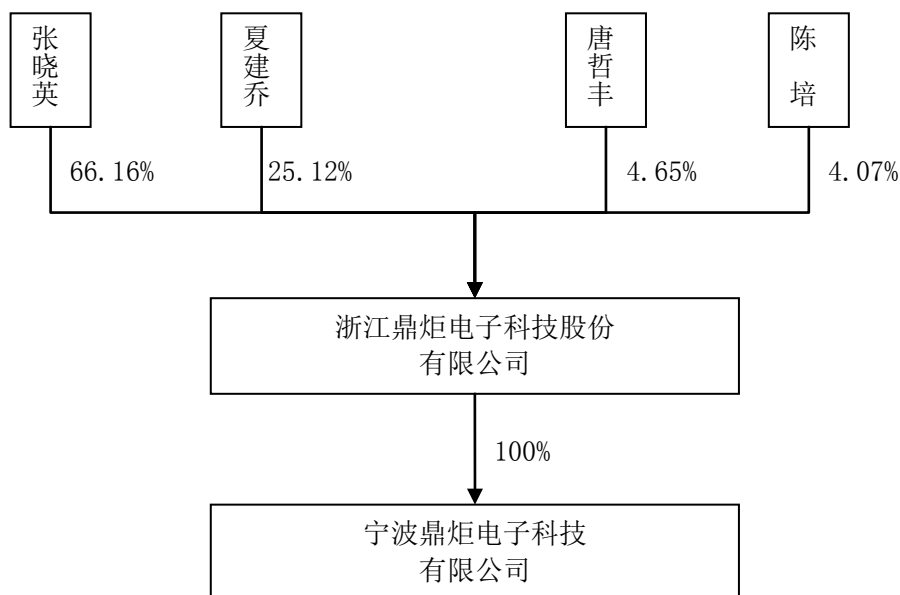 张晓英
夏建乔
唐哲丰
陈培
66.16%
25.12%
4.65%
4.07%
浙江鼎炬电子科技股份
有限公司
100%
宁波鼎炬电子科技
有限公司